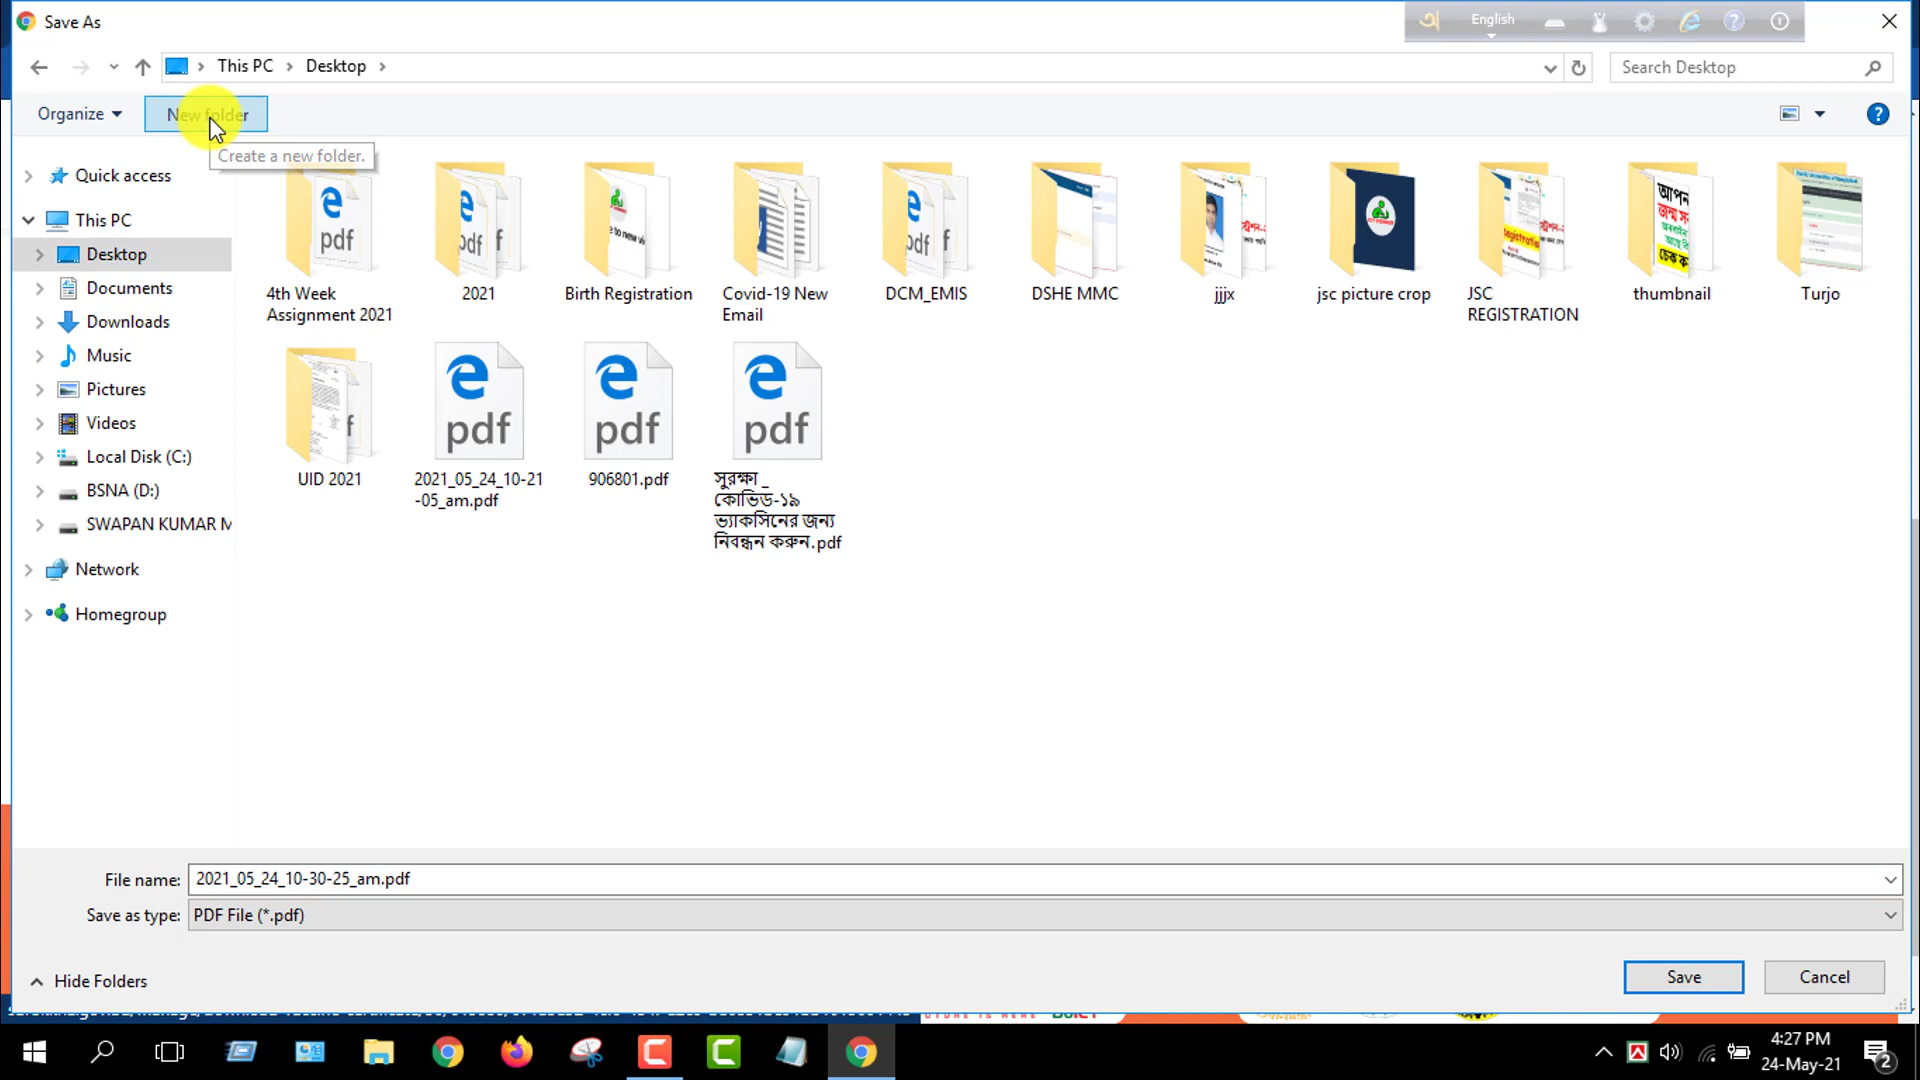 Save As
English
This PC
Desktop
Search Desktop
Organize
New folder
Create a new folder.
Quick access
This PC
Desktop
Documents
Downloads
Music
Pictures
Videos
Local Disk (C:)
BSNA (D:)
SWAPAN KUMAR M
Network
Homegroup
pdf
4th Week
Assignment 2021
2021
Birth Registration
Covid-19 New
Email
pdf
DCM_EMIS
DSHE MMC
jjjx
jsc picture crop
JSC
REGISTRATION
আপন
thumbnail
Turjo
UID 2021
pdf
2021_05_24_10-21
-05_am.pdf
pdf
906801.pdf
pdf
সুরক্ষা _
কোভিড-১৯
ভ্যাকসিনের জন্য
নিবন্ধন করুন.pdf
File name:
2021_05_24_10-30-25_am.pdf
Save as type:
PDF File (*.pdf)
Hide Folders
Save
Cancel
4:27 PM
24-May-21
2